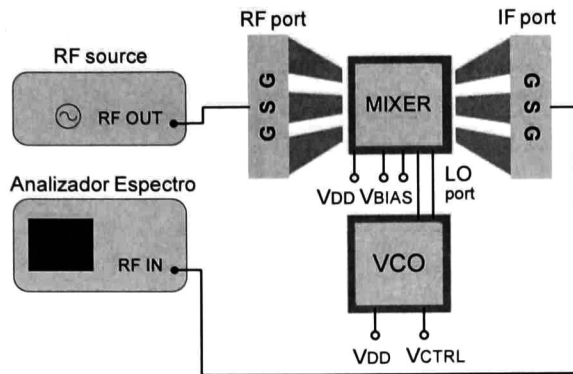 RF port
IF port
RF source
RF OUT
G S G
MIXER
G S G
VDD
VBIAS
LO
port
Analizador Espectro
RF IN
VCO
VDD
VCTRL